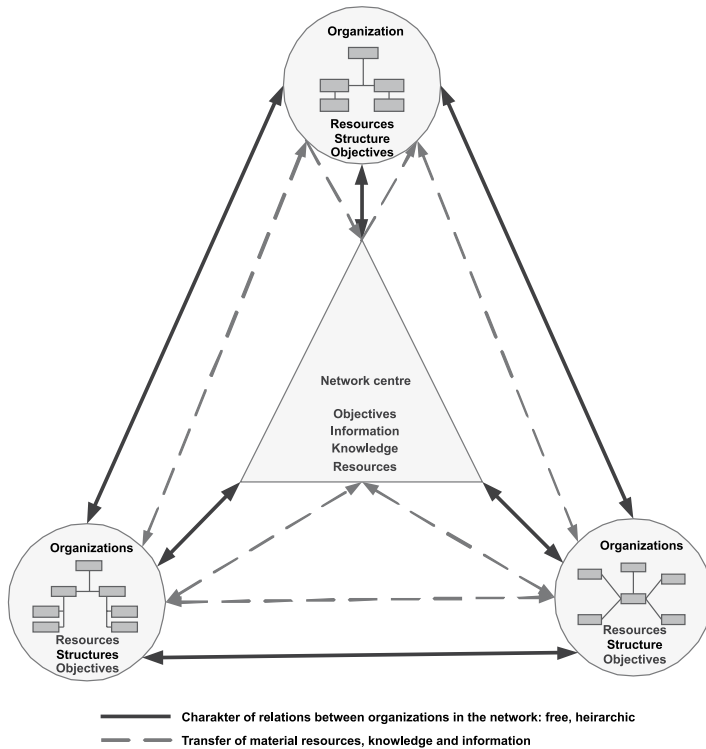 Organization
Resources
Structure
Objectives
Network centre
Objectives
Information
Knowledge
Resources
Organizations
Resources
Structures
Objectives
Organizations
Resources
Structure
Objectives
Charakter of relations between organizations in the network: free, heirarchic
Transfer of material resources, knowledge and information